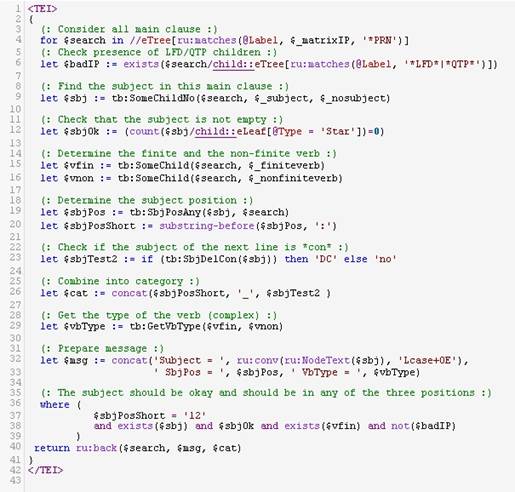 1 <TEI>
2 {
3 (: Consider all main clause :)
4 for $search in //eTree[ru:matches(@Label, $_matrixIP, '*PRN')]
5 (: Check presence of LFD/QTP children :)
6 let $badIP := exists($search/child::eTree[ru:matches(@Label, '*LFD*|*QTP*')])
7
8 (: Find the subject in this main clause :)
9 let $sbj := tb:SomeChildNo($search, $_subject, $_nosubject)
10
11 (: Check that the subject is not empty :)
12 let $sbjOk := (count($sbj/child::eLeaf[@Type = 'Star'])=0)
13
14 (: Determine the finite and the non-finite verb :)
15 let $vfin := tb:SomeChild($search, $_finiteverb)
16 let $vnon := tb:SomeChild($search, $_nonfiniteverb)
17
18 (: Determine the subject position :)
19 let $sbjPos := tb:SbjPosAny($sbj, $search)
20 let $sbjPosShort := substring-before($sbjPos, ':')
21
22 (: Check if the subject of the next line is *con* :)
23 let $sbjTest2 := if (tb:SbjDelCon($sbj)) then 'DC' else 'no'
24
25 (: Combine into category :)
26 let $cat := concat($sbjPosShort, '_', $sbjTest2 )
27
28 (: Get the type of the verb (complex) :)
29 let $vbType := tb:GetVbType($vfin, $vnon)
30
31 (: Prepare message :)
32 let $msg := concat('Subject = ', ru:conv(ru:NodeText($sbj), 'Lcase+OE'),
33 ' SbjPos = ', $sbjPos, ' VbType = ', $vbType)
34
35 (: The subject should be okay and should be in any of the three positions :)
36 where (
37 $sbjPosShort = '12'
38 and exists($sbj) and $sbjOk and exists($vfin) and not($badIP)
39 )
40 return ru:back($search, $msg, $cat)
41 }
42 </TEI>
43